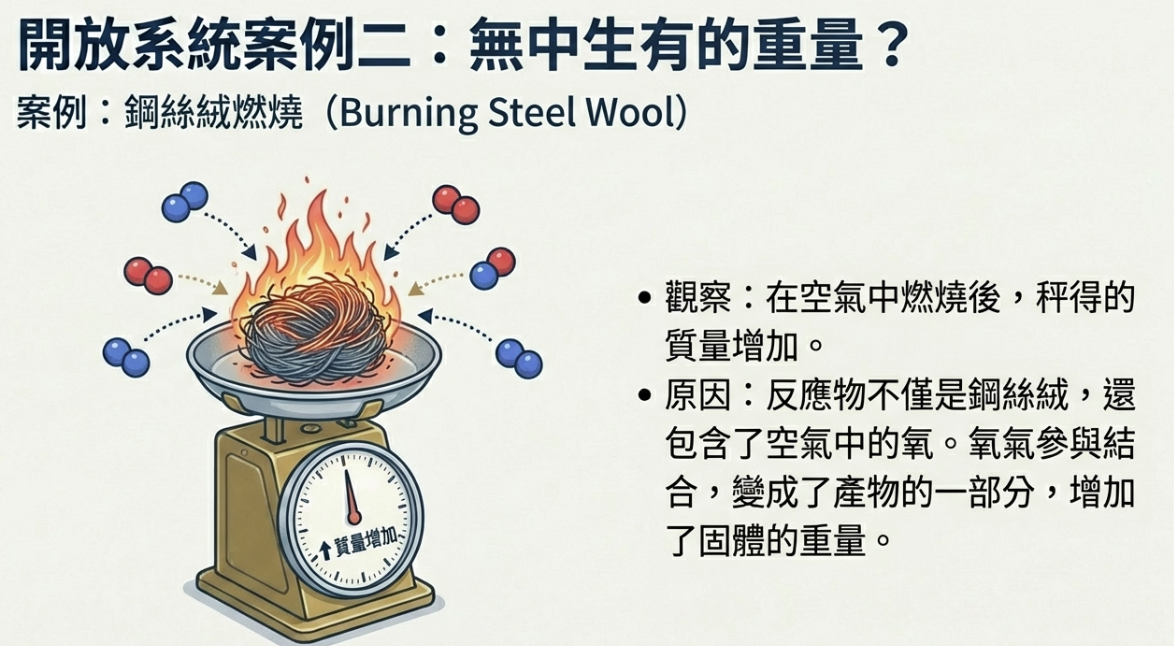 開放系統案例二：無中生有的重量？
案例：鋼絲絨燃燒（Burning Steel Wool）
• 觀察：在空氣中燃燒後，秤得的
質量增加。
• 原因：反應物不僅是鋼絲絨，還
包含了空氣中的氧。氧氣參與結
合，變成了產物的一部分，增加
了固體的重量。
↑質量增加